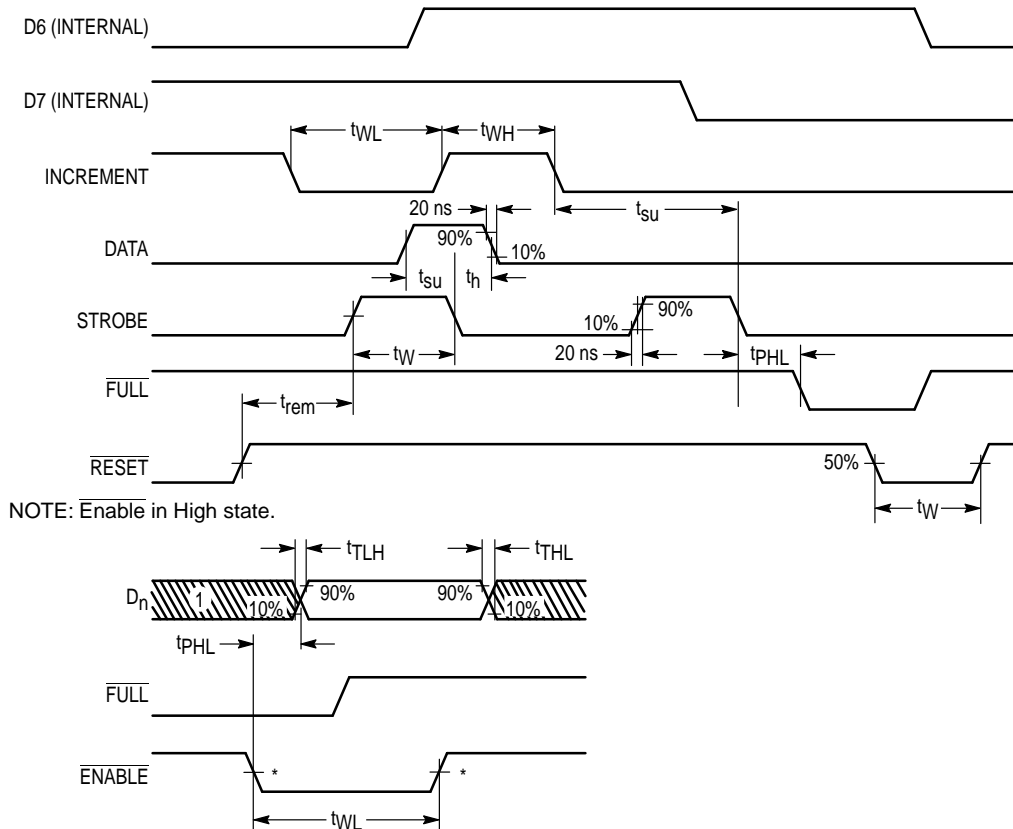 D6 (INTERNAL)
D7 (INTERNAL)
tWL tWH
INCREMENT
20 ns tsu
DATA 90% 10%
tsu th
STROBE 10% 90%
tW 20 ns tPHL
FULL
trem
RESET 50%
tW
NOTE: Enable in High state.
tTLH tTHL
Dn 1 10% 90% 90% 10%
tPHL
FULL
ENABLE * *
tWL